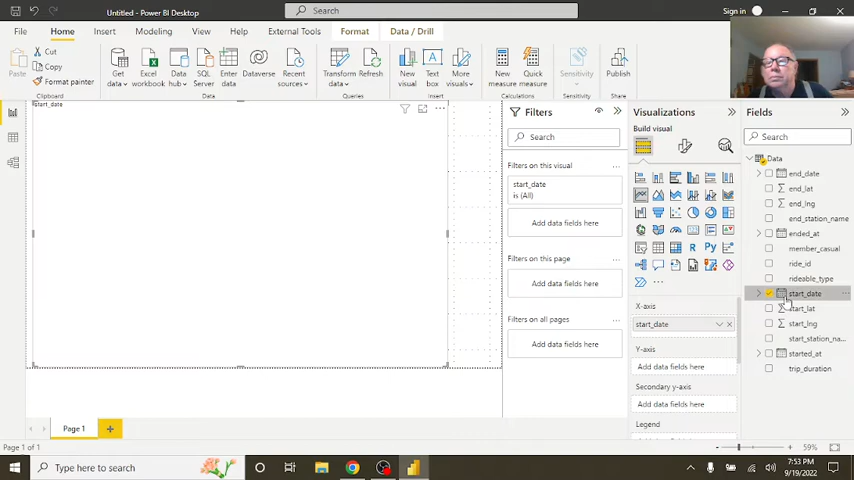 Untitled - Power BI Desktop
Search
Sign in
File
Home
Insert
Modeling
View
Help
External Tools
Format
Data / Drill
Paste
Cut
Copy
Format painter
Clipboard
Get data
Excel workbook
Data hub
SQL Server
Enter data
Dataverse
Recent sources
Data
Transform data
Refresh
Queries
New visual
Text box
More visuals
Insert
New measure
Quick measure
Calculations
Sensitivity
Sensitivity
Publish
Share
start_date
Filters
Search
Filters on this visual
start_date
is (All)
Add data fields here
Filters on this page
Add data fields here
Filters on all pages
Add data fields here
Visualizations
Build visual
R
Py
X-axis
start_date
Y-axis
Add data fields here
Secondary y-axis
Add data fields here
Legend
Fields
Search
Data
end_date
end_lat
end_lng
end_station_name
ended_at
member_casual
ride_id
rideable_type
start_date
start_lat
start_lng
start_station_na...
started_at
trip_duration
Page 1
Page 1 of 1
59%
Type here to search
7:53 PM
9/19/2022